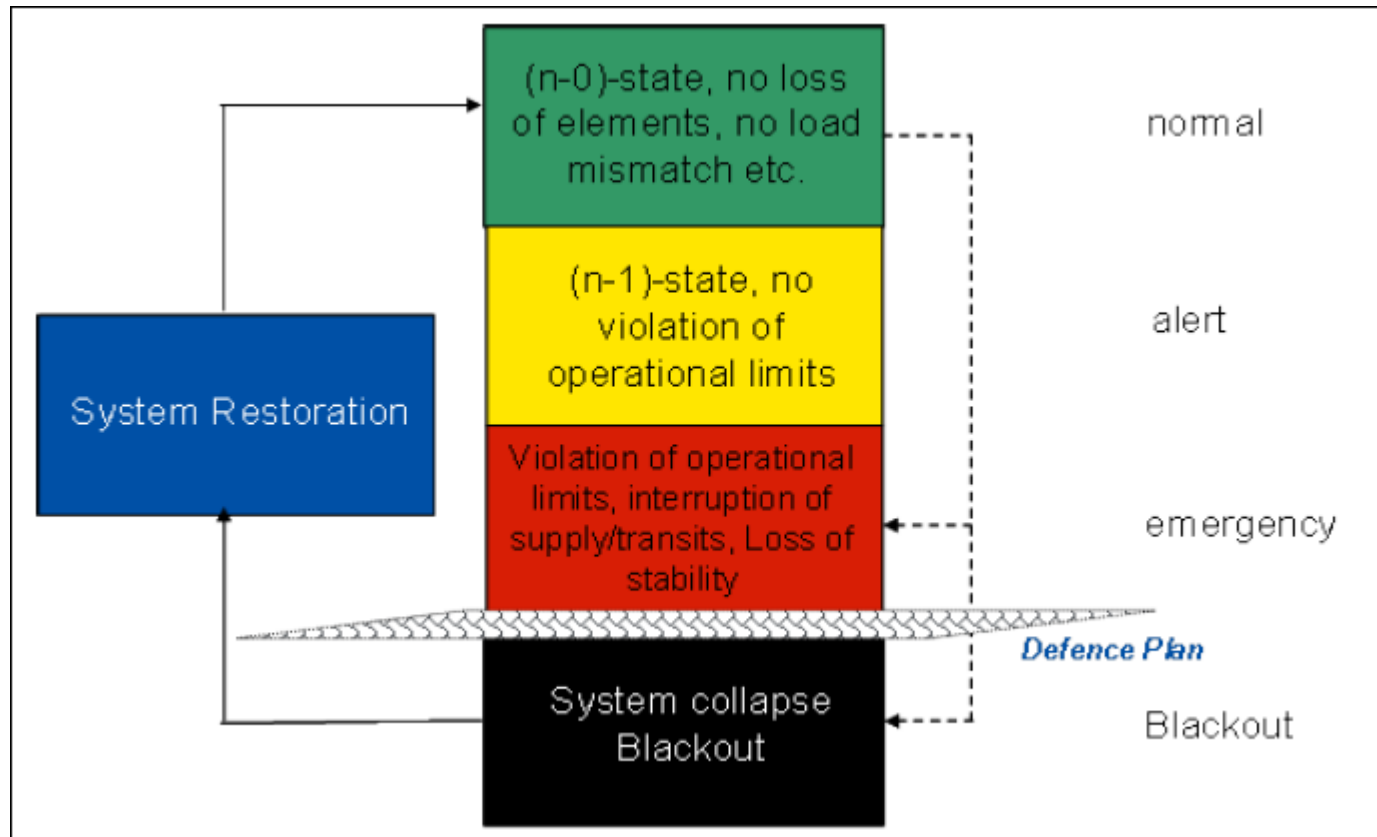 (n-0)-state, no loss
of elements, no load
mismatch etc.
normal
(n-1)-state, no
violation of
operational limits
alert
System Restoration
Violation of operational
limits, interruption of
supply/transits, Loss of
stability
emergency
Defence Plan
System collapse
Blackout
Blackout